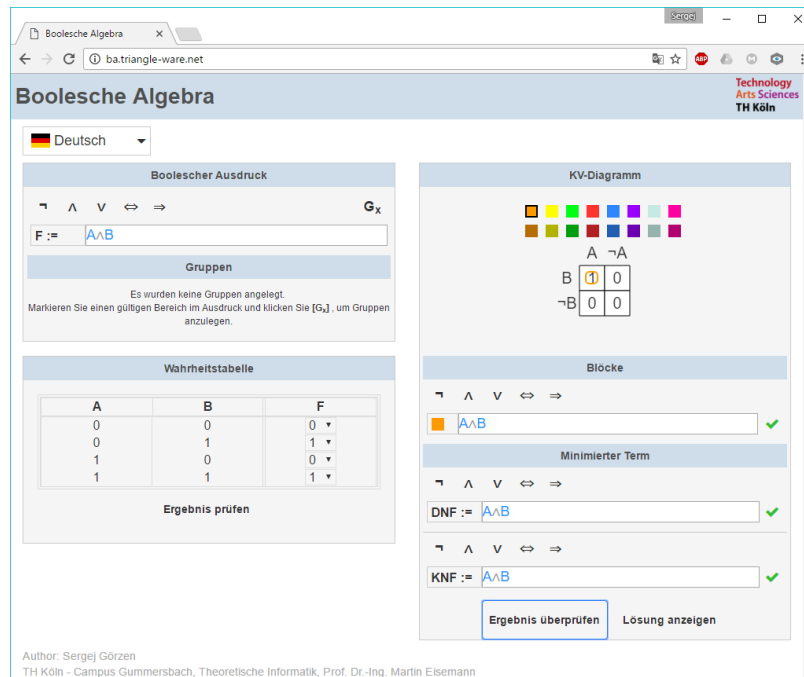 Sergej
Boolesche Algebra
ba.triangle-ware.net
ABP
Boolesche Algebra
Technology
Arts Sciences
TH Köln
Deutsch
Boolescher Ausdruck
¬ ∧ ∨ ⇔ ⇒ Gx
F := A∧B
Gruppen
Es wurden keine Gruppen angelegt.
Markieren Sie einen gültigen Bereich im Ausdruck und klicken Sie [Gx] , um Gruppen
anzulegen.
Wahrheitstabelle
A B F
0 0 0
0 1 1
1 0 0
1 1 1
Ergebnis prüfen
KV-Diagramm
A ¬A
B 1 0
¬B 0 0
Blöcke
¬ ∧ ∨ ⇔ ⇒
A∧B
Minimierter Term
¬ ∧ ∨ ⇔ ⇒
DNF := A∧B
¬ ∧ ∨ ⇔ ⇒
KNF := A∧B
Ergebnis überprüfen Lösung anzeigen
Author: Sergej Görzen
TH Köln - Campus Gummersbach, Theoretische Informatik, Prof. Dr.-Ing. Martin Eisemann